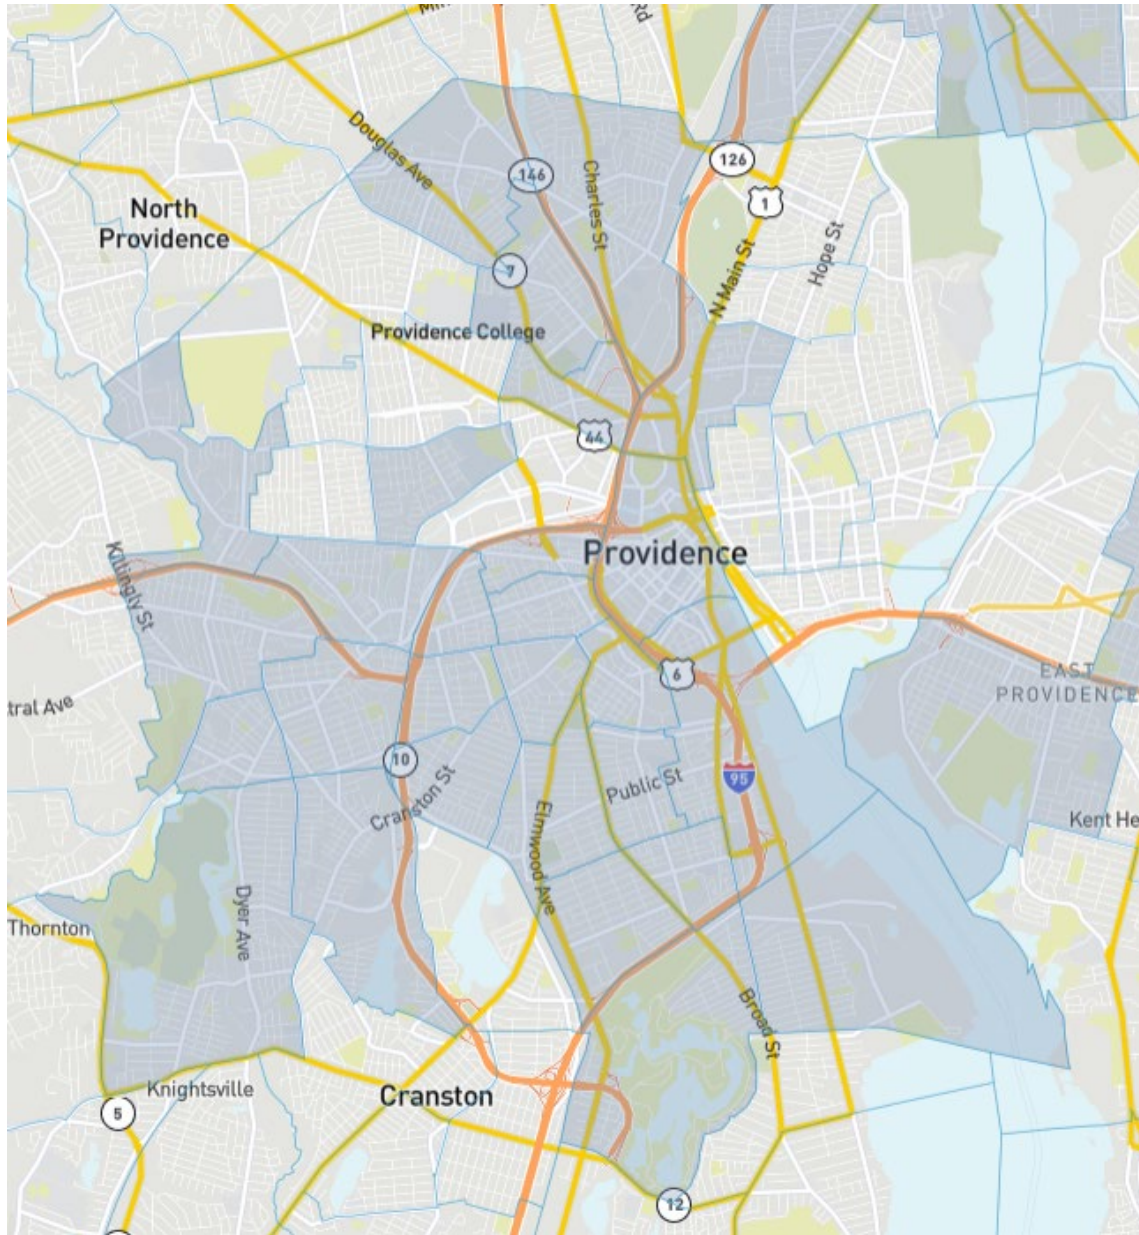 Rd
Douglas Ave
146
Charles St
126
1
North
Providence
Hope St
7
N Main St
Providence College
44
Providence
Killingly St
6
EAST
PROVIDENCE
tral Ave
10
95
Public St
Cranston St
Kent He
Elmwood Ave
Dyer Ave
Thornton
Broad St
Knightsville
Cranston
5
12